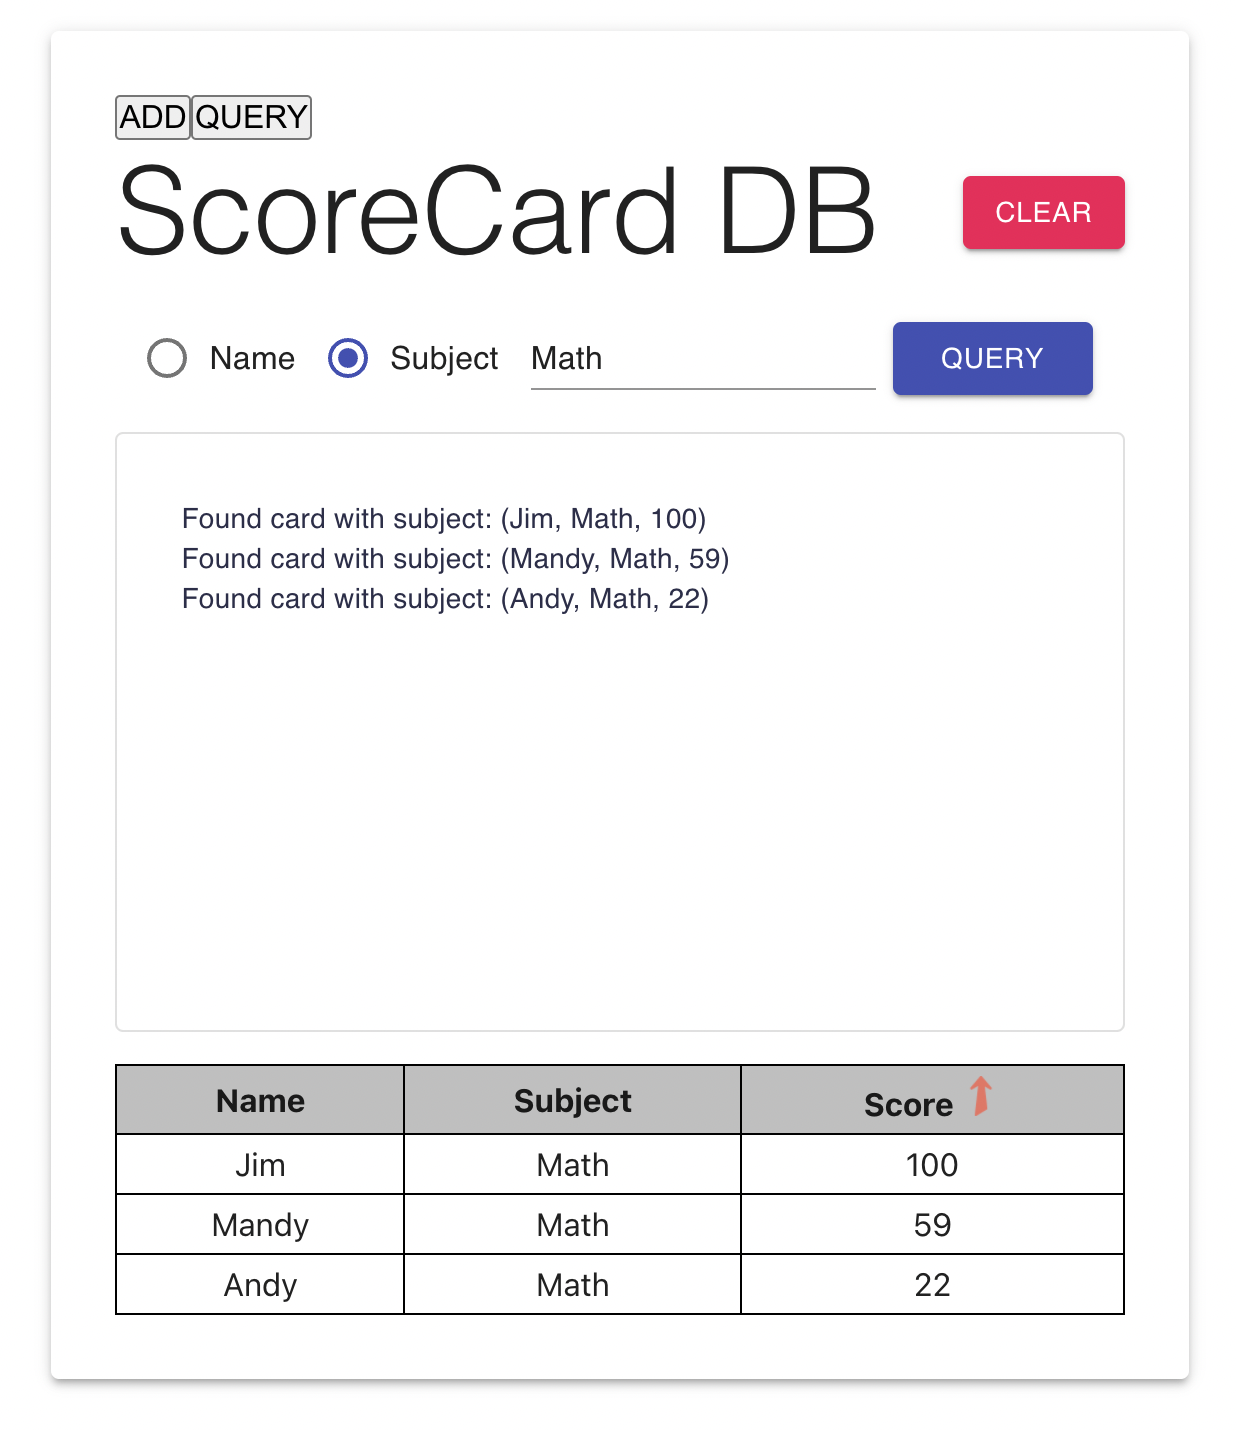 ADD QUERY
ScoreCard DB
CLEAR
Name Subject Math QUERY
Found card with subject: (Jim, Math, 100)
Found card with subject: (Mandy, Math, 59)
Found card with subject: (Andy, Math, 22)
Name Subject Score
Jim Math 100
Mandy Math 59
Andy Math 22